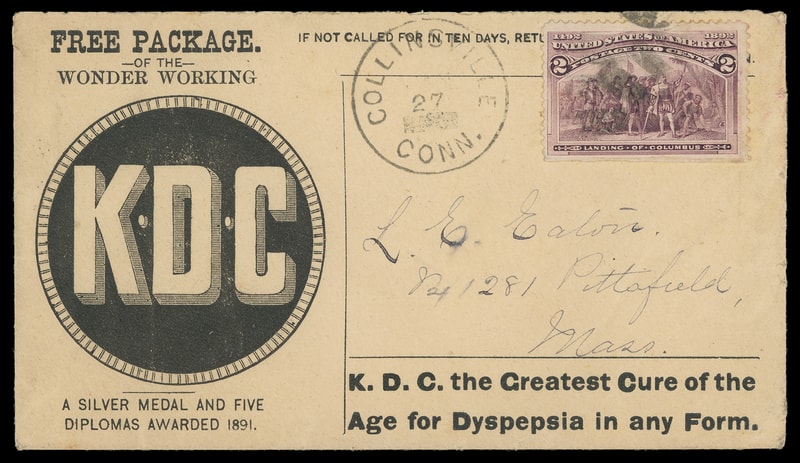 FREE PACKAGE.
—OF THE—
WONDER WORKING
K·D·C
A SILVER MEDAL AND FIVE
DIPLOMAS AWARDED 1891.
IF NOT CALLED FOR IN TEN DAYS, RETU
COLLINSVILLE
27
CONN.
1492 1892
UNITED STATES OF AMERICA
POSTAGE TWO CENTS
2 2
LANDING · OF · COLUMBUS
L. E. Eaton.
Bx 1281 Pittsfield,
Mass.
K. D. C. the Greatest Cure of the
Age for Dyspepsia in any Form.